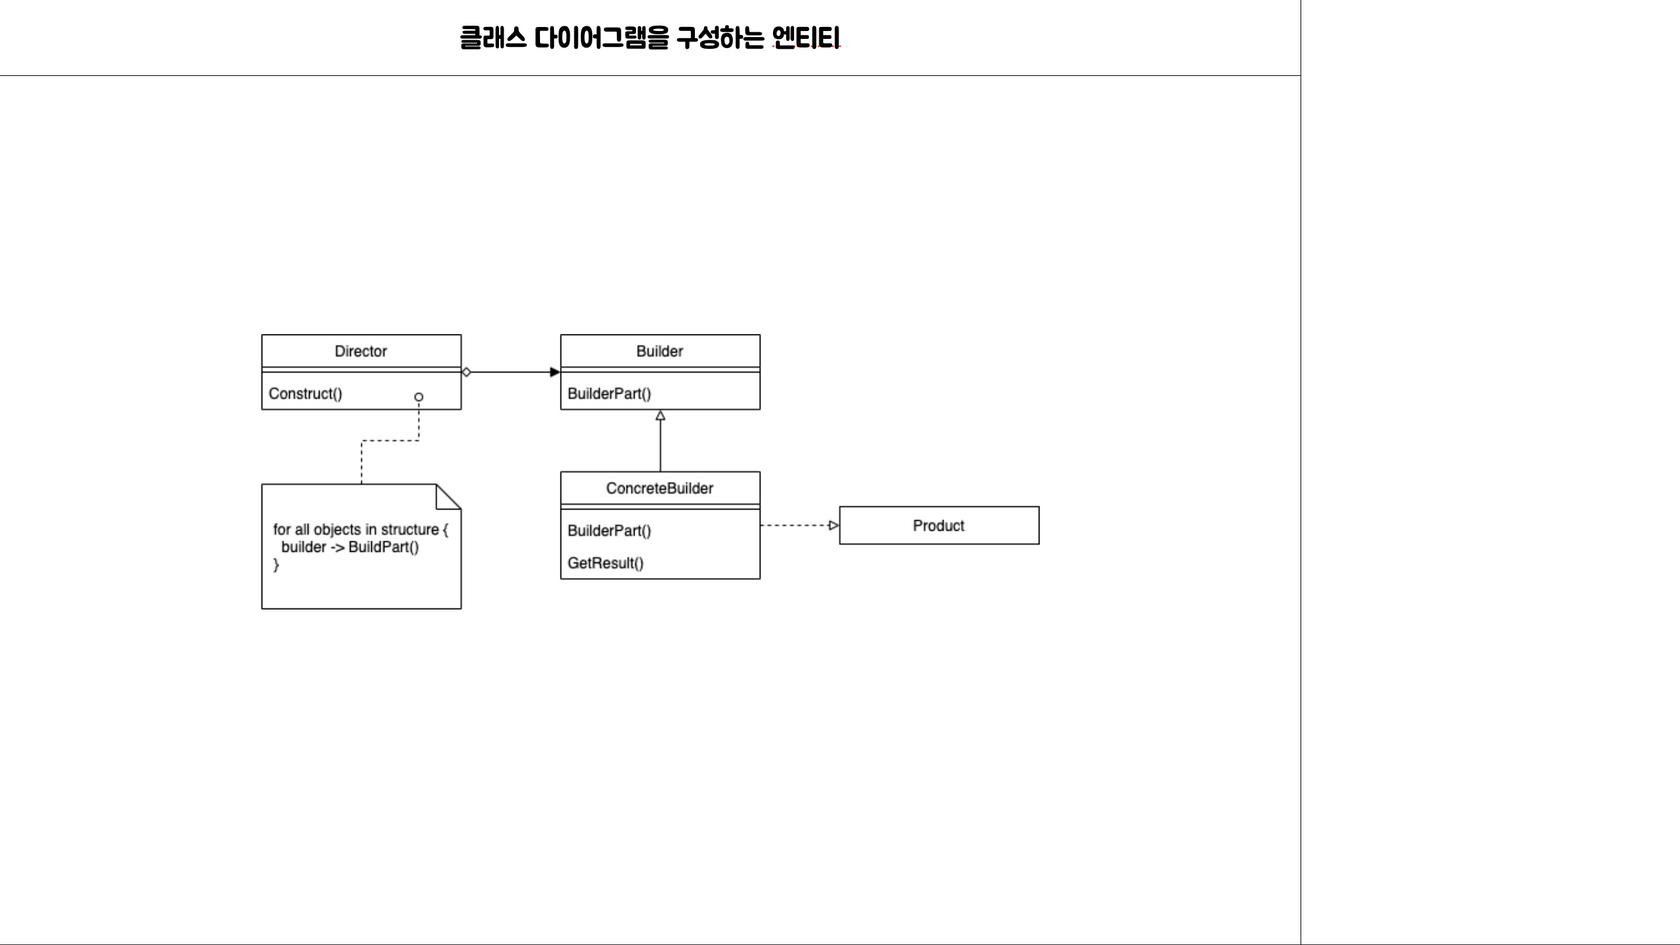 클래스 다이어그램을 구성하는 엔티티
Director
Construct()
Builder
BuilderPart()
for all objects in structure {
builder -> BuildPart()
}
ConcreteBuilder
BuilderPart()
GetResult()
Product